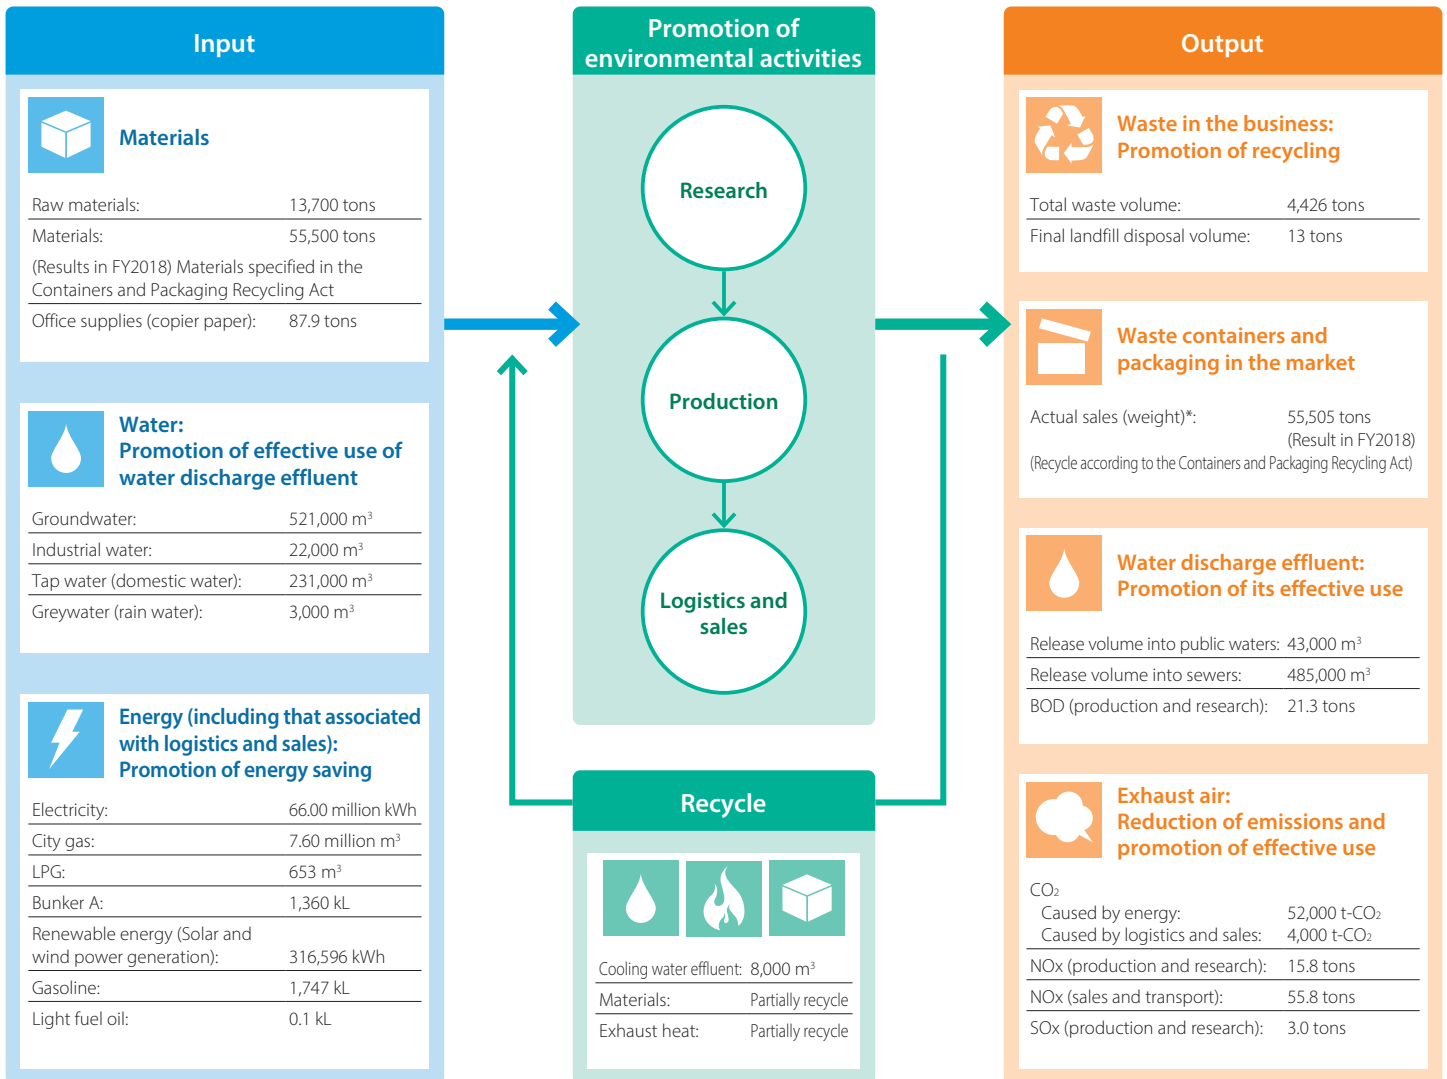 Input
Materials
Raw materials: 13,700 tons
Materials: 55,500 tons
(Results in FY2018) Materials specified in the
Containers and Packaging Recycling Act
Office supplies (copier paper): 87.9 tons
Water:
Promotion of effective use of
water discharge effluent
Groundwater: 521,000 m³
Industrial water: 22,000 m³
Tap water (domestic water): 231,000 m³
Greywater (rain water): 3,000 m³
Energy (including that associated
with logistics and sales):
Promotion of energy saving
Electricity: 66.00 million kWh
City gas: 7.60 million m³
LPG: 653 m³
Bunker A: 1,360 kL
Renewable energy (Solar and
wind power generation): 316,596 kWh
Gasoline: 1,747 kL
Light fuel oil: 0.1 kL
Promotion of
environmental activities
Research
Production
Logistics and
sales
Recycle
Cooling water effluent: 8,000 m³
Materials: Partially recycle
Exhaust heat: Partially recycle
Output
Waste in the business:
Promotion of recycling
Total waste volume: 4,426 tons
Final landfill disposal volume: 13 tons
Waste containers and
packaging in the market
Actual sales (weight)*: 55,505 tons
(Result in FY2018)
(Recycle according to the Containers and Packaging Recycling Act)
Water discharge effluent:
Promotion of its effective use
Release volume into public waters: 43,000 m³
Release volume into sewers: 485,000 m³
BOD (production and research): 21.3 tons
Exhaust air:
Reduction of emissions and
promotion of effective use
CO₂
Caused by energy: 52,000 t-CO₂
Caused by logistics and sales: 4,000 t-CO₂
NOx (production and research): 15.8 tons
NOx (sales and transport): 55.8 tons
SOx (production and research): 3.0 tons